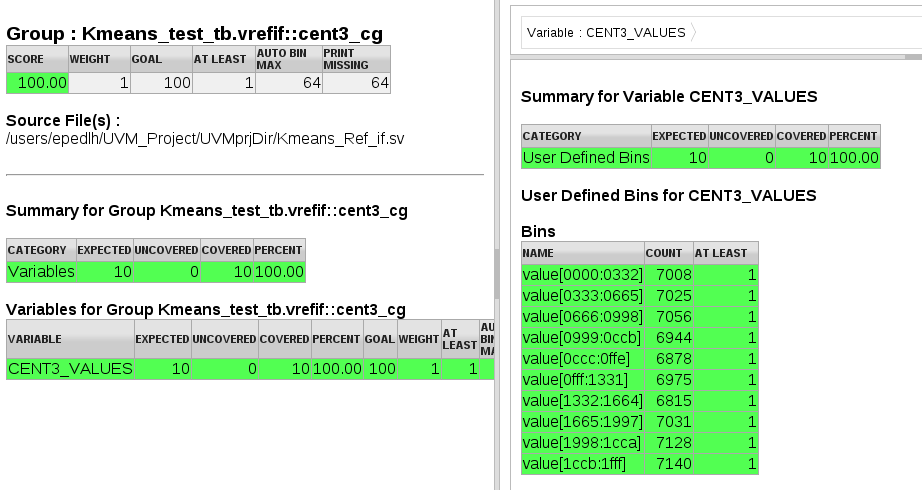 Group : Kmeans_test_tb.vrefif::cent3_cg
SCORE WEIGHT GOAL AT LEAST AUTO BIN MAX PRINT MISSING
100.00 1 100 1 64 64
Source File(s) :
/users/epedlh/UVM_Project/UVMprjDir/Kmeans_Ref_if.sv
Summary for Group Kmeans_test_tb.vrefif::cent3_cg
CATEGORY EXPECTED UNCOVERED COVERED PERCENT
Variables 10 0 10 100.00
Variables for Group Kmeans_test_tb.vrefif::cent3_cg
VARIABLE EXPECTED UNCOVERED COVERED PERCENT GOAL WEIGHT AT LEAST AU BIN MA
CENT3_VALUES 10 0 10 100.00 100 1 1
Variable : CENT3_VALUES
Summary for Variable CENT3_VALUES
CATEGORY EXPECTED UNCOVERED COVERED PERCENT
User Defined Bins 10 0 10 100.00
User Defined Bins for CENT3_VALUES
Bins
NAME COUNT AT LEAST
value[0000:0332] 7008 1
value[0333:0665] 7025 1
value[0666:0998] 7056 1
value[0999:0ccb] 6944 1
value[0ccc:0ffe] 6878 1
value[0fff:1331] 6975 1
value[1332:1664] 6815 1
value[1665:1997] 7031 1
value[1998:1cca] 7128 1
value[1ccb:1fff] 7140 1